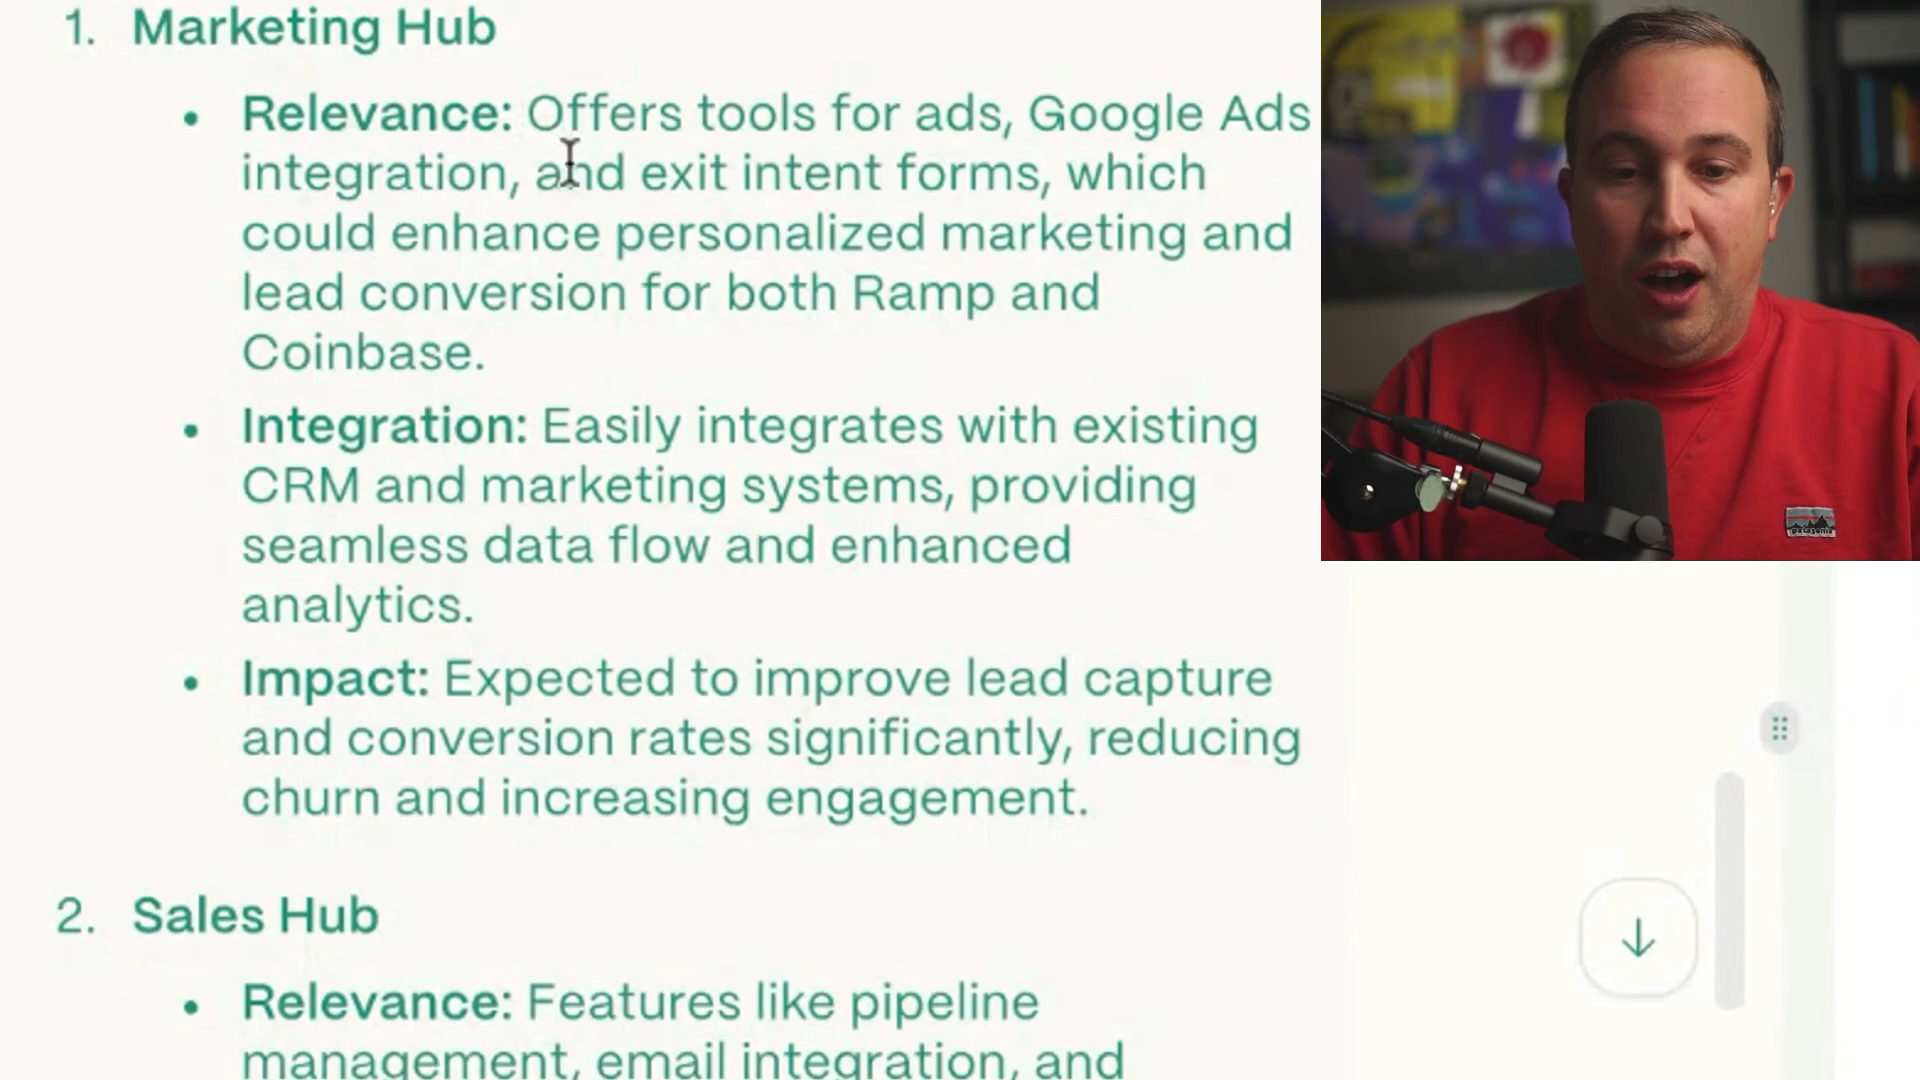 1. Marketing Hub
• Relevance: Offers tools for ads, Google Ads
integration, and exit intent forms, which
could enhance personalized marketing and
lead conversion for both Ramp and
Coinbase.
• Integration: Easily integrates with existing
CRM and marketing systems, providing
seamless data flow and enhanced
analytics.
• Impact: Expected to improve lead capture
and conversion rates significantly, reducing
churn and increasing engagement.
2. Sales Hub
• Relevance: Features like pipeline
management, email integration, and
patagonia